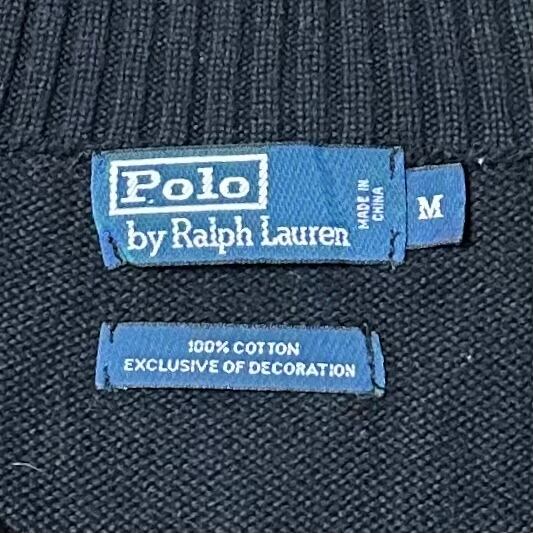 Polo
by Ralph Lauren
MADE IN
CHINA
M
100% COTTON
EXCLUSIVE OF DECORATION